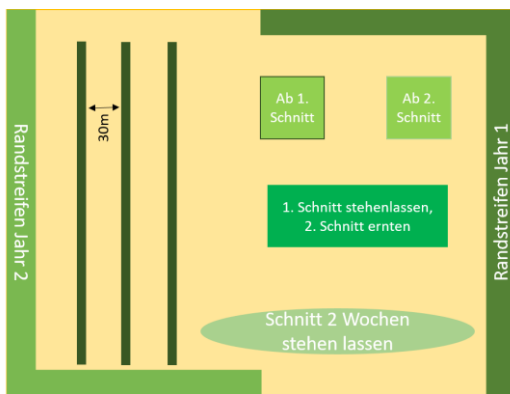 Randstreifen Jahr 2
30m
Ab 1.
Schnitt
Ab 2.
Schnitt
Randstreifen Jahr 1
1. Schnitt stehenlassen,
2. Schnitt ernten
Schnitt 2 Wochen
stehen lassen